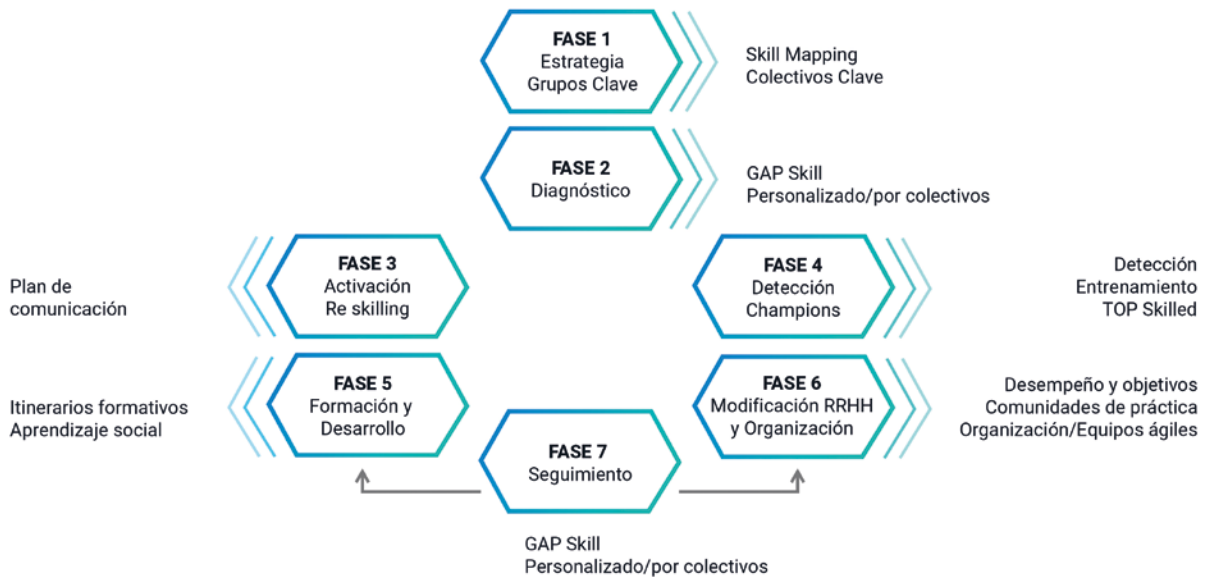 FASE 1
Estrategia
Grupos Clave
Skill Mapping
Colectivos Clave
FASE 2
Diagnóstico
GAP Skill
Personalizado/por colectivos
FASE 3
Activación
Re skilling
Plan de
comunicación
FASE 4
Detección
Champions
Detección
Entrenamiento
TOP Skilled
FASE 5
Formación y
Desarrollo
Itinerarios formativos
Aprendizaje social
FASE 6
Modificación RRHH
y Organización
Desempeño y objetivos
Comunidades de práctica
Organización/Equipos ágiles
FASE 7
Seguimiento
GAP Skill
Personalizado/por colectivos